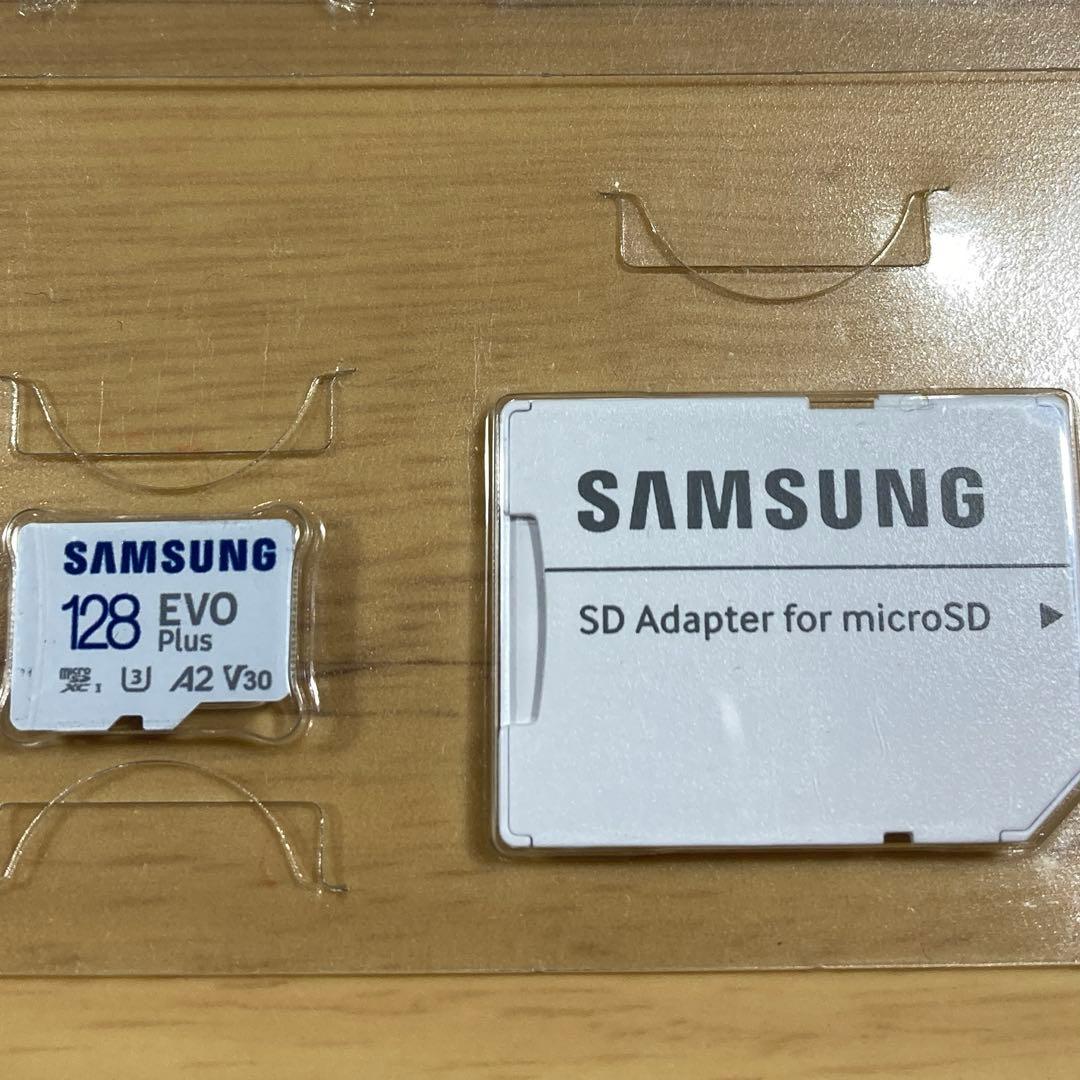 SAMSUNG
128 EVO
Plus
micro
SD
XC I U3 A2 V30
SAMSUNG
SD Adapter for microSD